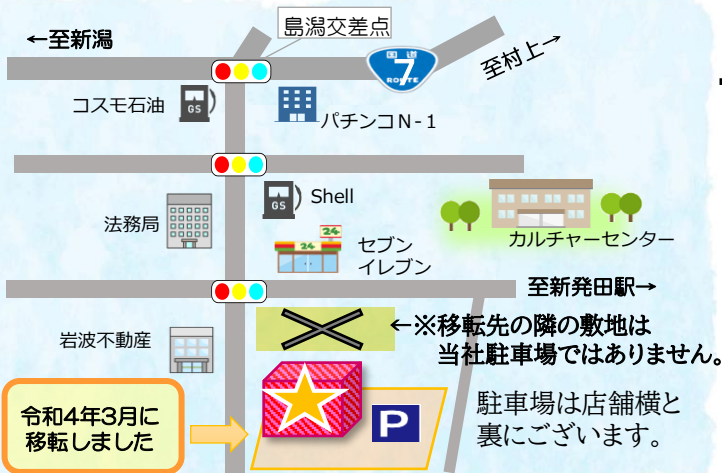 島潟交差点
←至新潟
国道
7
ROUTE
至村上→
コスモ石油
GS
パチンコN-1
GS
Shell
法務局
24
24
セブン
イレブン
カルチャーセンター
至新発田駅→
岩波不動産
←※移転先の隣の敷地は
当社駐車場ではありません。
令和4年3月に
移転しました
P
駐車場は店舗横と
裏にございます。